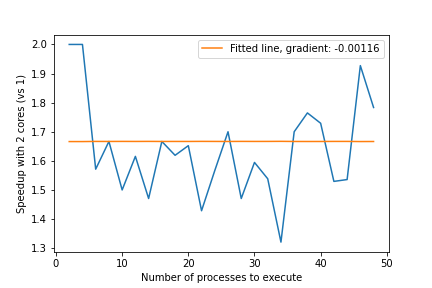 Fitted line, gradient: -0.00116
2.0
1.9
1.8
1.7
1.6
1.5
1.4
1.3
Speedup with 2 cores (vs 1)
0 10 20 30 40 50
Number of processes to execute